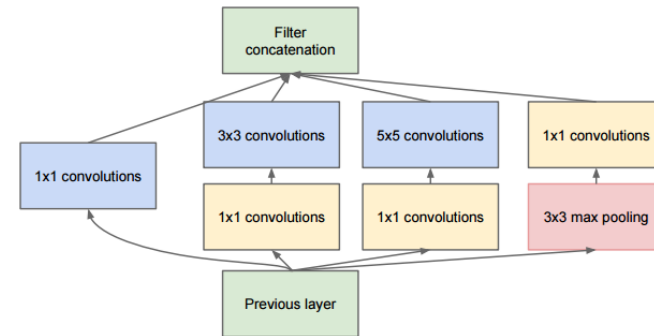 Filter
concatenation
3x3 convolutions
5x5 convolutions
1x1 convolutions
1x1 convolutions
1x1 convolutions
1x1 convolutions
3x3 max pooling
Previous layer